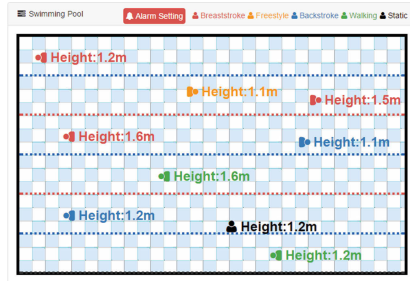 Swimming Pool
Alarm Setting Breaststroke Freestyle Backstroke Walking Static
Height:1.2m
Height:1.1m
Height:1.5m
Height:1.6m
Height:1.1m
Height:1.6m
Height:1.2m
Height:1.2m
Height:1.2m